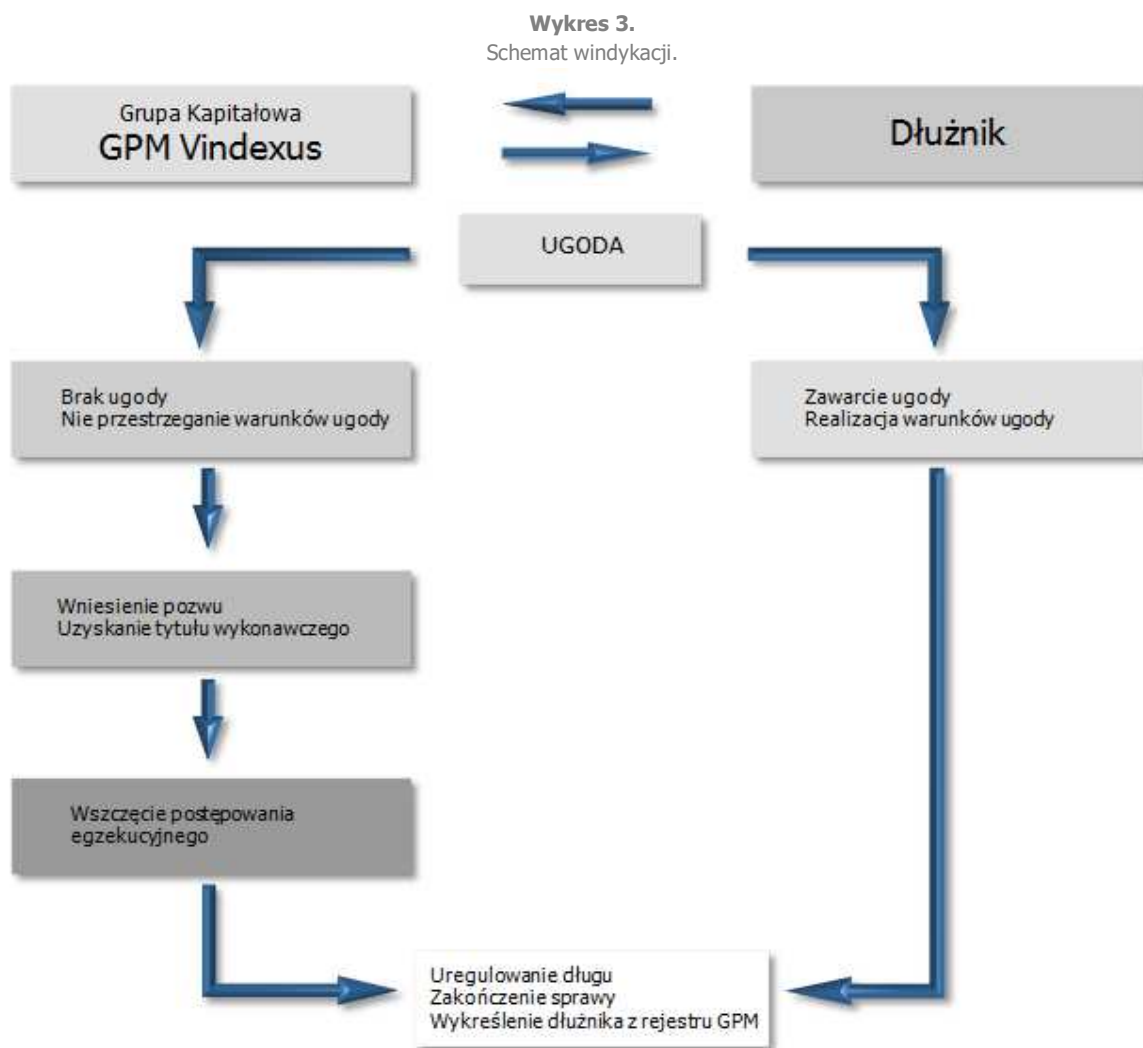 Wykres 3.
Schemat windykacji.
Grupa Kapitałowa
GPM Vindexus
Dłużnik
UGODA
Brak ugody
Nie przestrzeganie warunków ugody
Zawarcie ugody
Realizacja warunków ugody
Wniesienie pozwu
Uzyskanie tytułu wykonawczego
Wszczęcie postępowania
egzekucyjnego
Uregulowanie długu
Zakończenie sprawy
Wykreślenie dłużnika z rejestru GPM